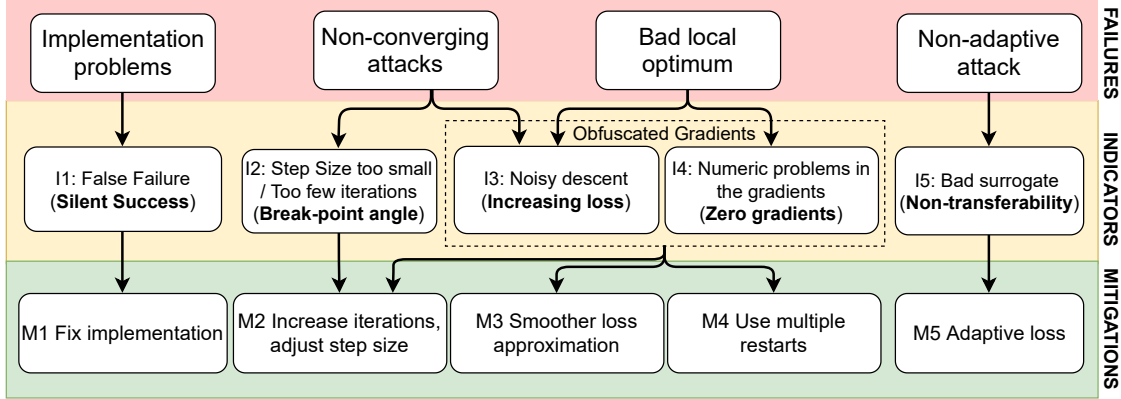 Implementation
problems
Non-converging
attacks
Bad local
optimum
Non-adaptive
attack
FAILURES
Obfuscated Gradients
I1: False Failure
(Silent Success)
I2: Step Size too small
/ Too few iterations
(Break-point angle)
I3: Noisy descent
(Increasing loss)
I4: Numeric problems in
the gradients
(Zero gradients)
I5: Bad surrogate
(Non-transferability)
INDICATORS
M1 Fix implementation
M2 Increase iterations,
adjust step size
M3 Smoother loss
approximation
M4 Use multiple
restarts
M5 Adaptive loss
MITIGATIONS